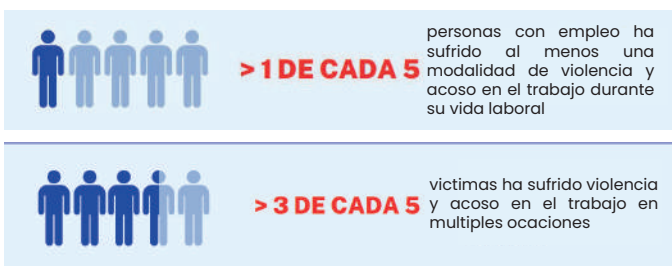 > 1 DE CADA 5
personas con empleo ha
sufrido al menos una
modalidad de violencia y
acoso en el trabajo durante
su vida laboral
> 3 DE CADA 5
victimas ha sufrido violencia
y acoso en el trabajo en
multiples ocaciones